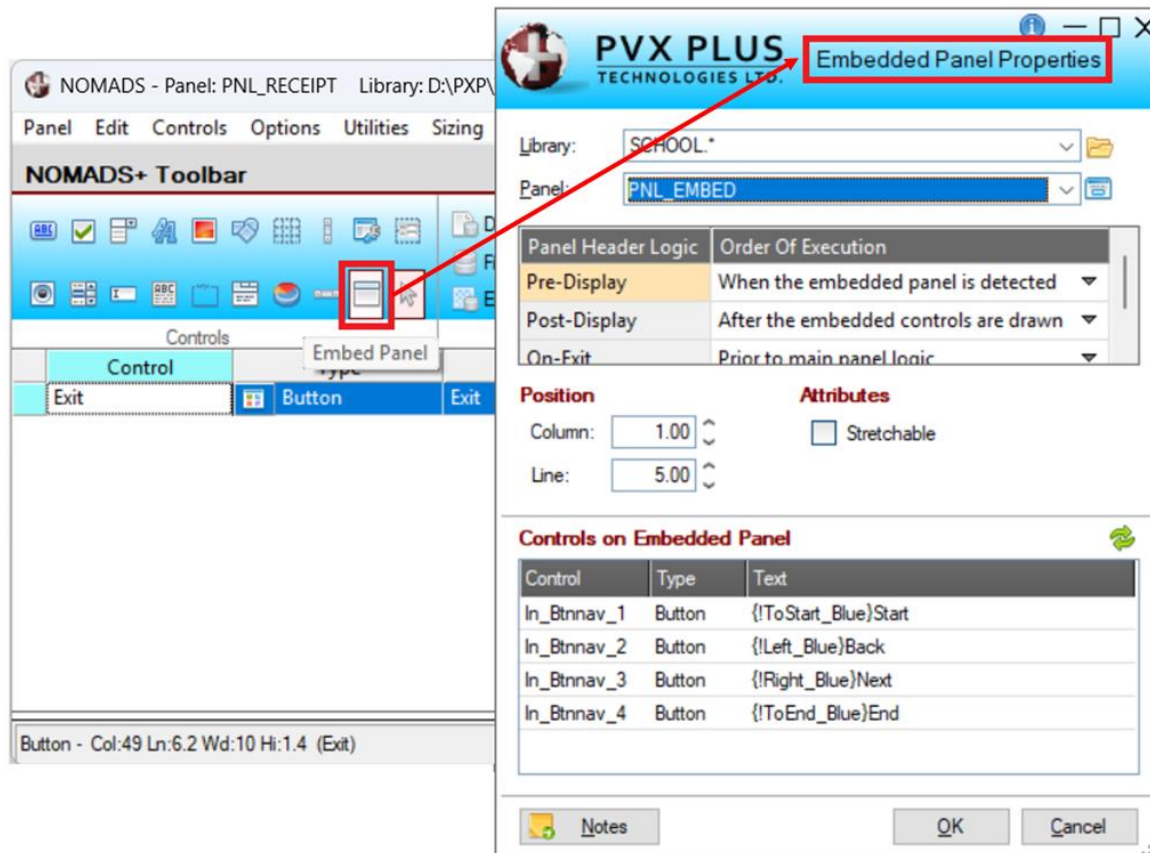 NOMADS - Panel: PNL_RECEIPT Library: D:\PXP\
Panel Edit Controls Options Utilities Sizing
NOMADS+ Toolbar
Controls
Embed Panel
Control
Exit Button Exit
Button - Col:49 Ln:6.2 Wd:10 Hi:1.4 (Exit)
PVX PLUS
TECHNOLOGIES LTD.
Embedded Panel Properties
Library: SCHOOL.*
Panel: PNL_EMBED
Panel Header Logic Order Of Execution
Pre-Display When the embedded panel is detected
Post-Display After the embedded controls are drawn
On-Exit Prior to main panel logic
Position Attributes
Column: 1.00 Stretchable
Line: 5.00
Controls on Embedded Panel
Control Type Text
In_Btnnav_1 Button {!ToStart_Blue}Start
In_Btnnav_2 Button {!Left_Blue}Back
In_Btnnav_3 Button {!Right_Blue}Next
In_Btnnav_4 Button {!ToEnd_Blue}End
Notes OK Cancel